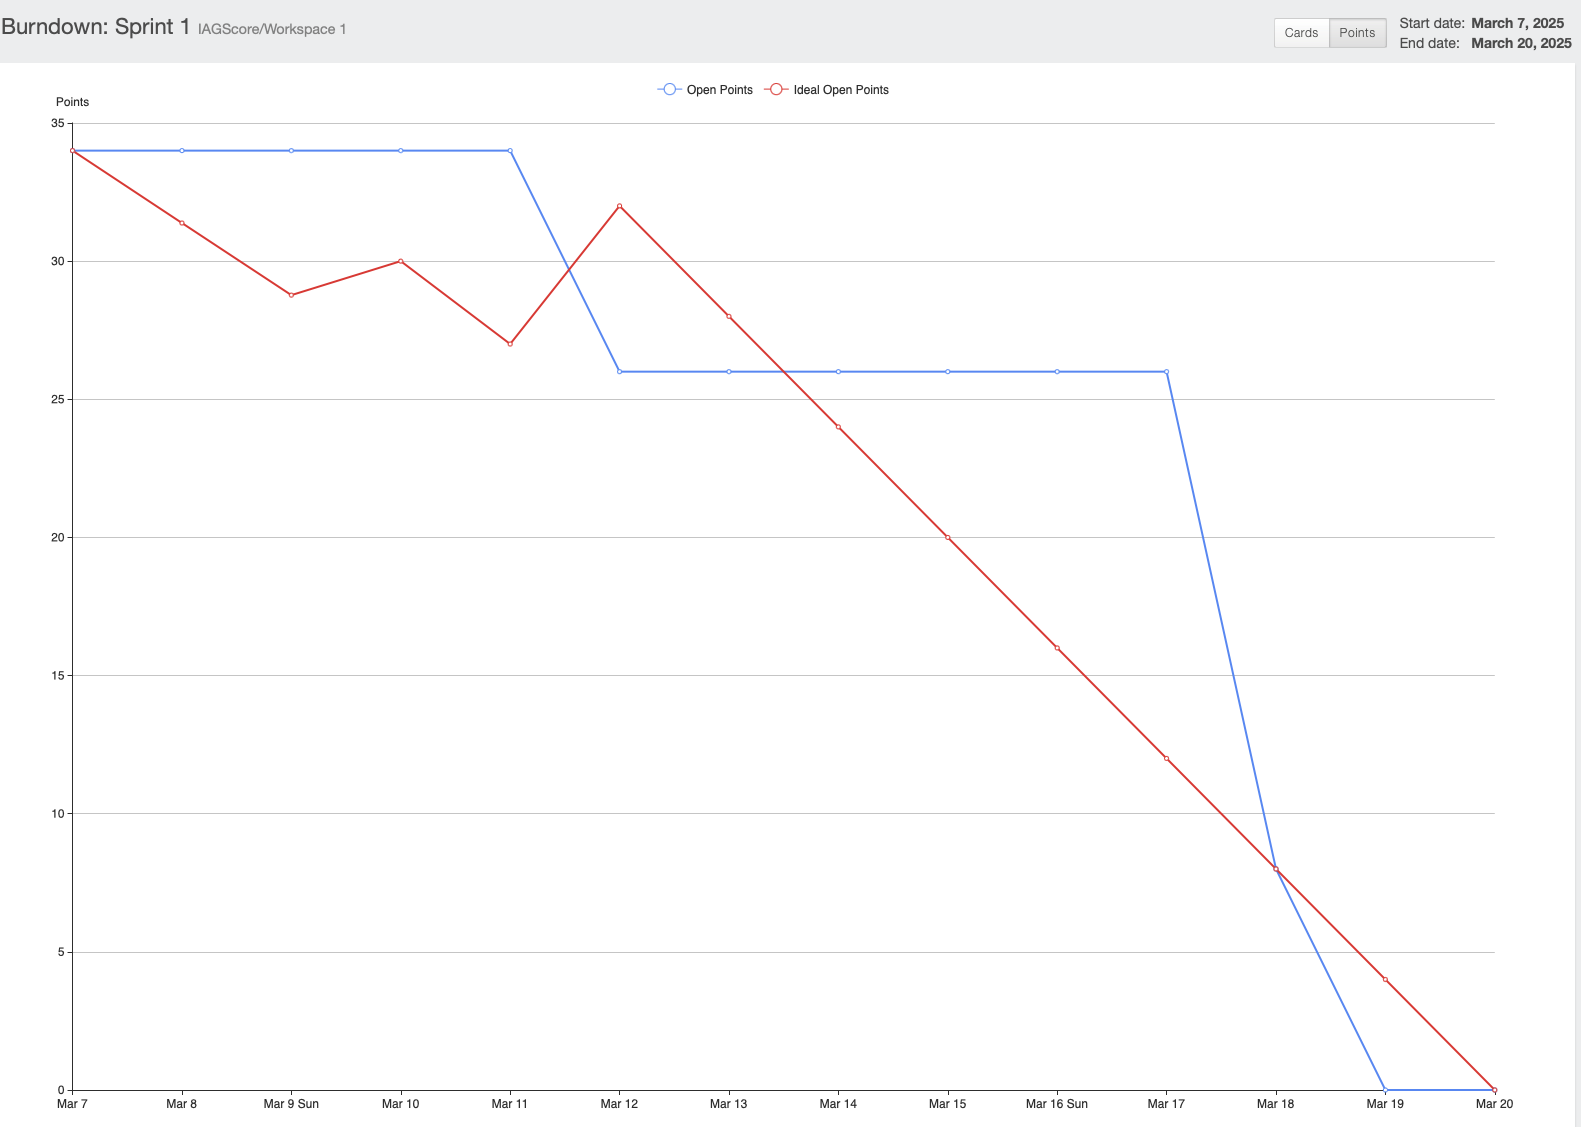 Burndown: Sprint 1 IAGScore/Workspace 1
Cards Points
Start date: March 7, 2025
End date: March 20, 2025
Open Points Ideal Open Points
Points
35
30
25
20
15
10
5
0
Mar 7 Mar 8 Mar 9 Sun Mar 10 Mar 11 Mar 12 Mar 13 Mar 14 Mar 15 Mar 16 Sun Mar 17 Mar 18 Mar 19 Mar 20